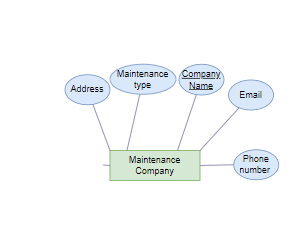 Address
Maintenance
type
Company
Name
Email
Maintenance
Company
Phone
number